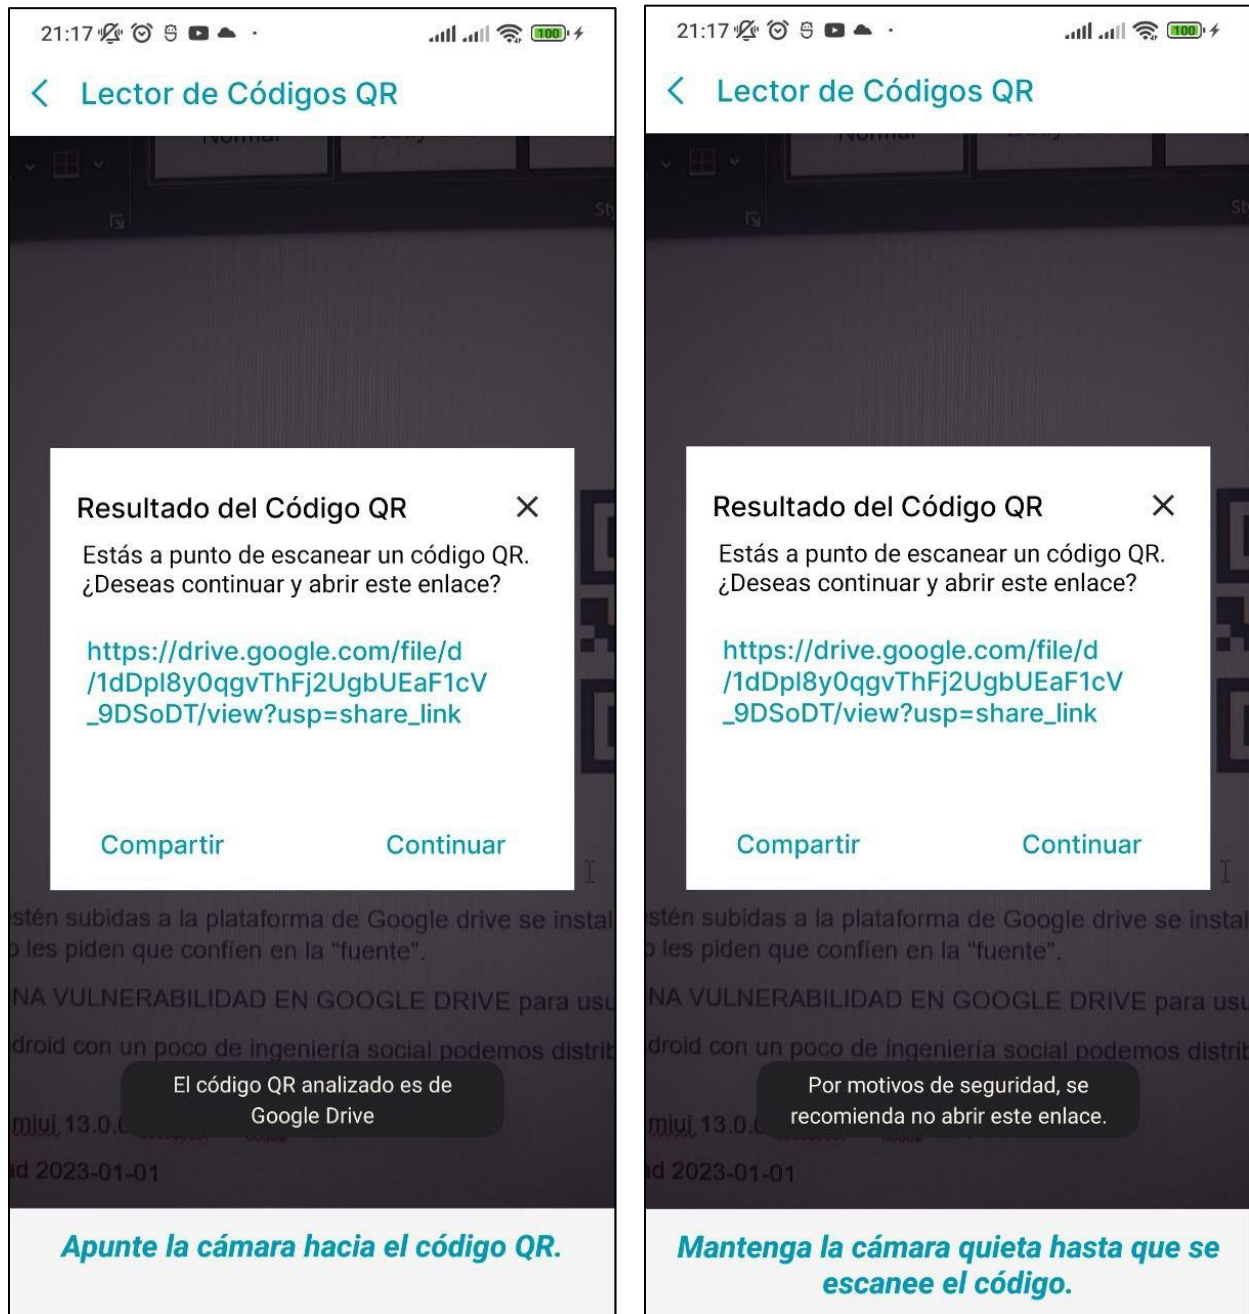 21:17
100
Lector de Códigos QR
Normal
Resultado del Código QR
Estás a punto de escanear un código QR.
¿Deseas continuar y abrir este enlace?
https://drive.google.com/file/d
/1dDpl8y0qgvThFj2UgbUEaF1cV
_9DSoDT/view?usp=share_link
Compartir Continuar
stén subidas a la plataforma de Google drive se instal
les piden que confíen en la "fuente".
NA VULNERABILIDAD EN GOOGLE DRIVE para usu
droid con un poco de ingeniería social podemos distrib
El código QR analizado es de
Google Drive
miui 13.0.
d 2023-01-01
Apunte la cámara hacia el código QR.
21:17
100
Lector de Códigos QR
Normal
Resultado del Código QR
Estás a punto de escanear un código QR.
¿Deseas continuar y abrir este enlace?
https://drive.google.com/file/d
/1dDpl8y0qgvThFj2UgbUEaF1cV
_9DSoDT/view?usp=share_link
Compartir Continuar
stén subidas a la plataforma de Google drive se instal
les piden que confíen en la "fuente".
NA VULNERABILIDAD EN GOOGLE DRIVE para usu
droid con un poco de ingeniería social podemos distrib
Por motivos de seguridad, se
recomienda no abrir este enlace.
miui 13.0.
d 2023-01-01
Mantenga la cámara quieta hasta que se
escanee el código.